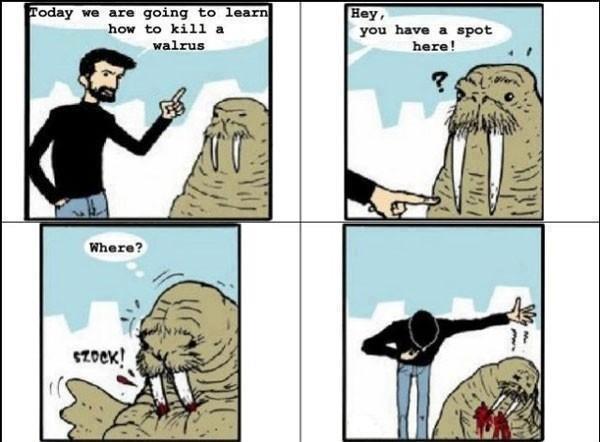 Today we are going to learn
how to kill a
walrus
Hey,
you have a spot
here!
?
Where?
SZOCK!